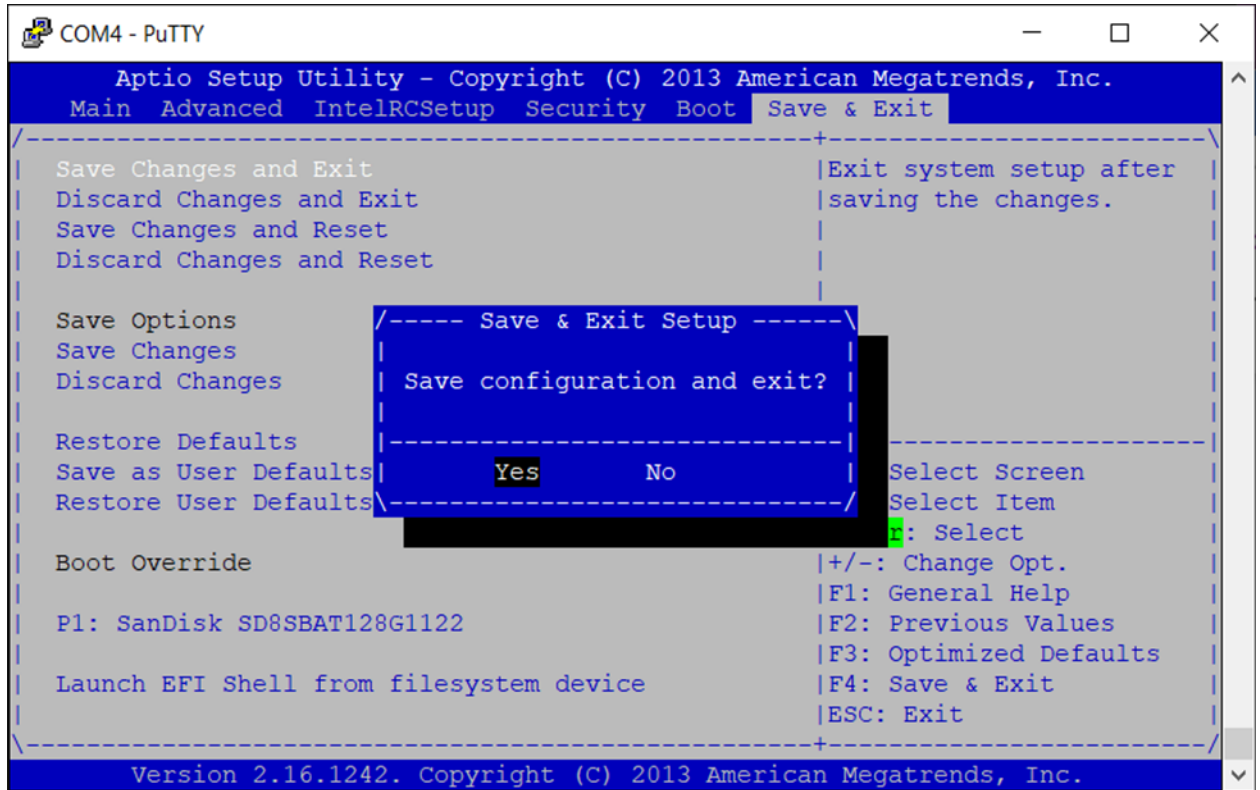 COM4 - PuTTY
Aptio Setup Utility - Copyright (C) 2013 American Megatrends, Inc.
Main Advanced IntelRCSetup Security Boot Save & Exit
Save Changes and Exit
Discard Changes and Exit
Save Changes and Reset
Discard Changes and Reset
Save Options
Save Changes
Discard Changes
Restore Defaults
Save as User Defaults
Restore User Defaults
Boot Override
P1: SanDisk SD8SBAT128G1122
Launch EFI Shell from filesystem device
Save & Exit Setup
Save configuration and exit?
Yes No
Exit system setup after
saving the changes.
Select Screen
Select Item
r: Select
+/-: Change Opt.
F1: General Help
F2: Previous Values
F3: Optimized Defaults
F4: Save & Exit
ESC: Exit
Version 2.16.1242. Copyright (C) 2013 American Megatrends, Inc.